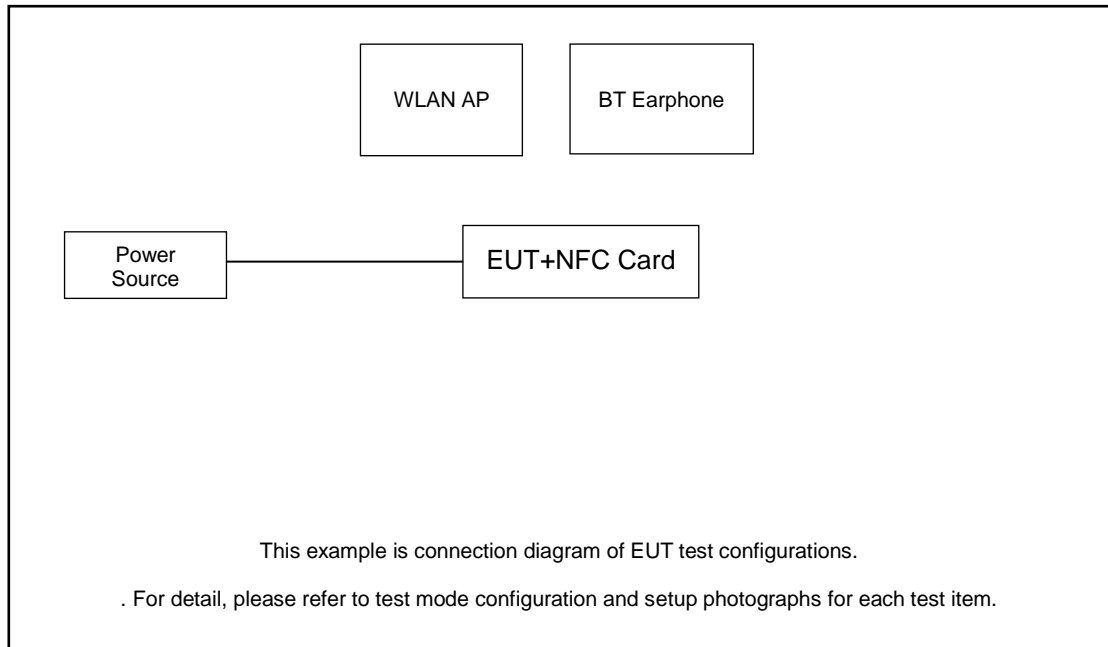 WLAN AP
BT Earphone
Power
Source
EUT+NFC Card
This example is connection diagram of EUT test configurations.
. For detail, please refer to test mode configuration and setup photographs for each test item.